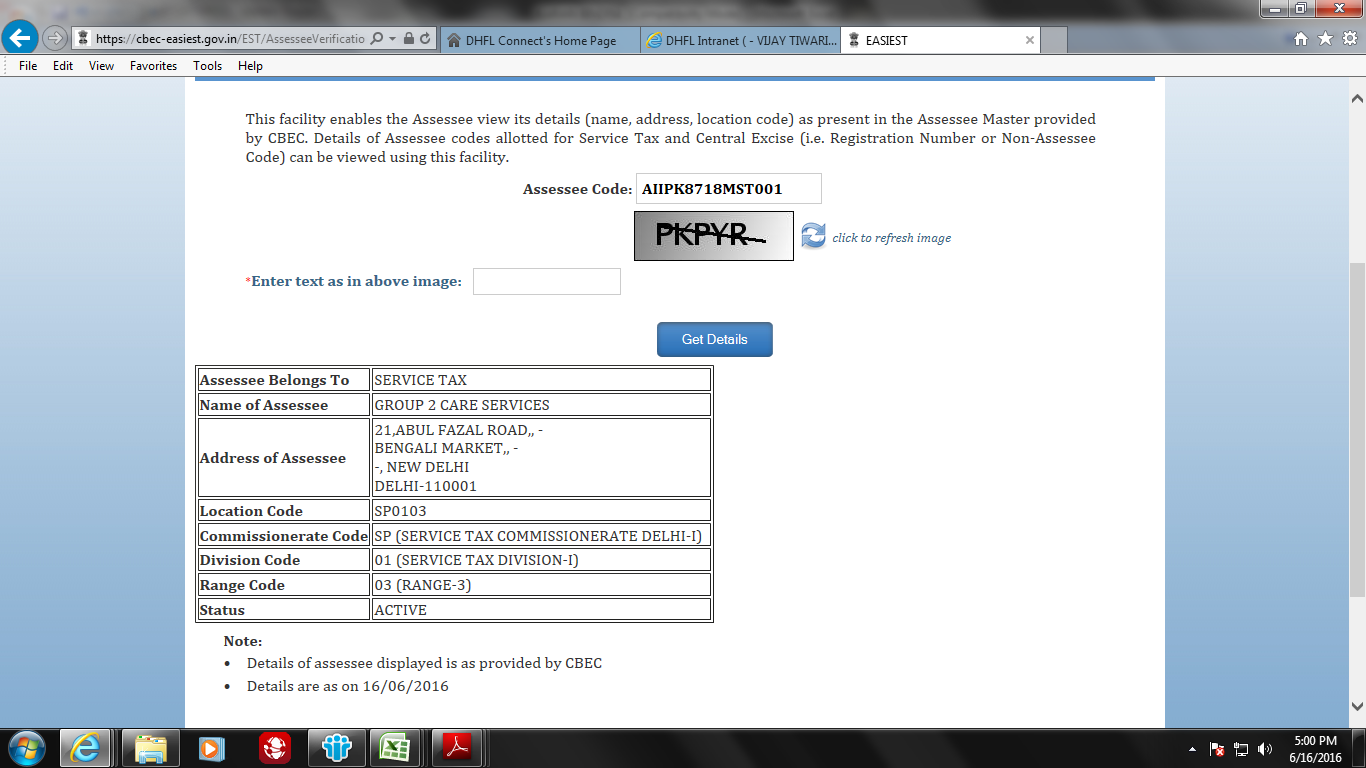 https://cbec-easiest.gov.in/EST/AssesseeVerificatio
DHFL Connect's Home Page
DHFL Intranet ( - VIJAY TIWARI...
EASIEST
File Edit View Favorites Tools Help
This facility enables the Assessee view its details (name, address, location code) as present in the Assessee Master provided
by CBEC. Details of Assessee codes allotted for Service Tax and Central Excise (i.e. Registration Number or Non-Assessee
Code) can be viewed using this facility.
Assessee Code: AIIPK8718MST001
PKPYR click to refresh image
*Enter text as in above image:
Get Details
Assessee Belongs To SERVICE TAX
Name of Assessee GROUP 2 CARE SERVICES
Address of Assessee
21,ABUL FAZAL ROAD,, -
BENGALI MARKET,, -
-, NEW DELHI
DELHI-110001
Location Code SP0103
Commissionerate Code SP (SERVICE TAX COMMISSIONERATE DELHI-I)
Division Code 01 (SERVICE TAX DIVISION-I)
Range Code 03 (RANGE-3)
Status ACTIVE
Note:
• Details of assessee displayed is as provided by CBEC
• Details are as on 16/06/2016
5:00 PM
6/16/2016